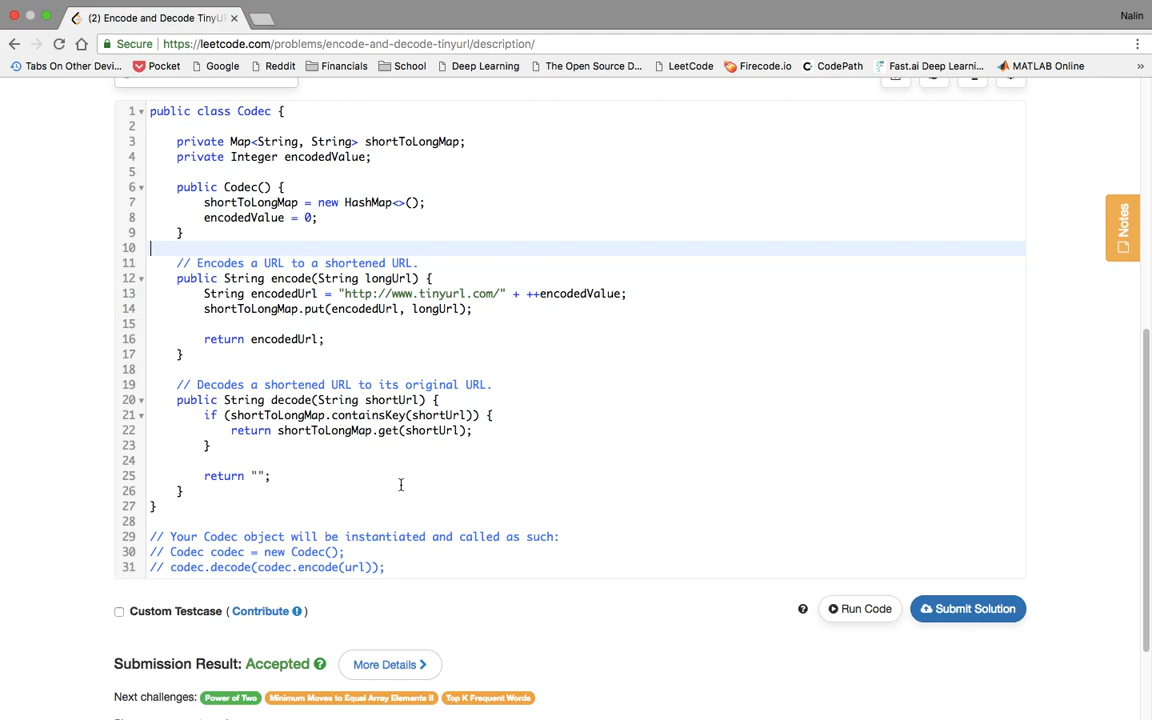 (2) Encode and Decode TinyU
Nalin
Secure https://leetcode.com/problems/encode-and-decode-tinyurl/description/
Tabs On Other Devi... Pocket Google Reddit Financials School Deep Learning The Open Source D... LeetCode Firecode.io CodePath Fast.ai Deep Learni... MATLAB Online »
1 public class Codec {
2
3 private Map<String, String> shortToLongMap;
4 private Integer encodedValue;
5
6 public Codec() {
7 shortToLongMap = new HashMap<>();
8 encodedValue = 0;
9 }
10
11 // Encodes a URL to a shortened URL.
12 public String encode(String longUrl) {
13 String encodedUrl = "http://www.tinyurl.com/" + ++encodedValue;
14 shortToLongMap.put(encodedUrl, longUrl);
15
16 return encodedUrl;
17 }
18
19 // Decodes a shortened URL to its original URL.
20 public String decode(String shortUrl) {
21 if (shortToLongMap.containsKey(shortUrl)) {
22 return shortToLongMap.get(shortUrl);
23 }
24
25 return "";
26 }
27 }
28
29 // Your Codec object will be instantiated and called as such:
30 // Codec codec = new Codec();
31 // codec.decode(codec.encode(url));
Notes
Custom Testcase ( Contribute )
Run Code
Submit Solution
Submission Result: Accepted
More Details
Next challenges: Power of Two Minimum Moves to Equal Array Elements II Top K Frequent Words